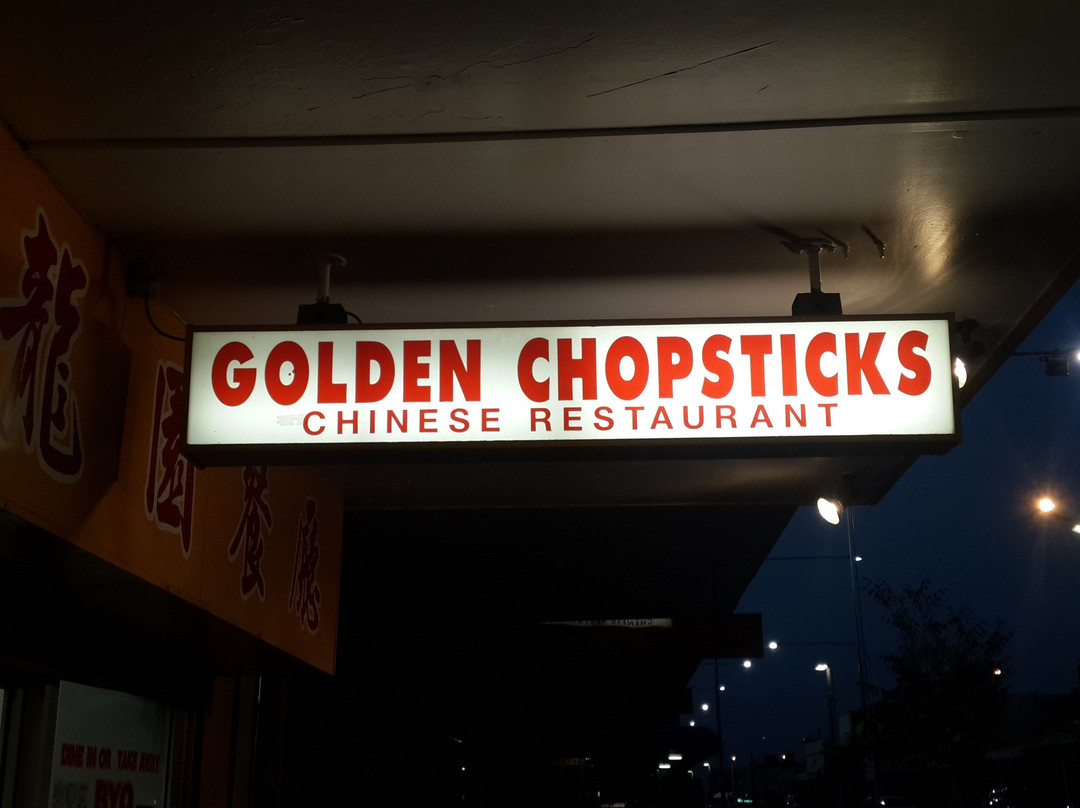 GOLDEN CHOPSTICKS
CHINESE RESTAURANT
龍園餐廳
DINE IN OR TAKE AWAY
BYO